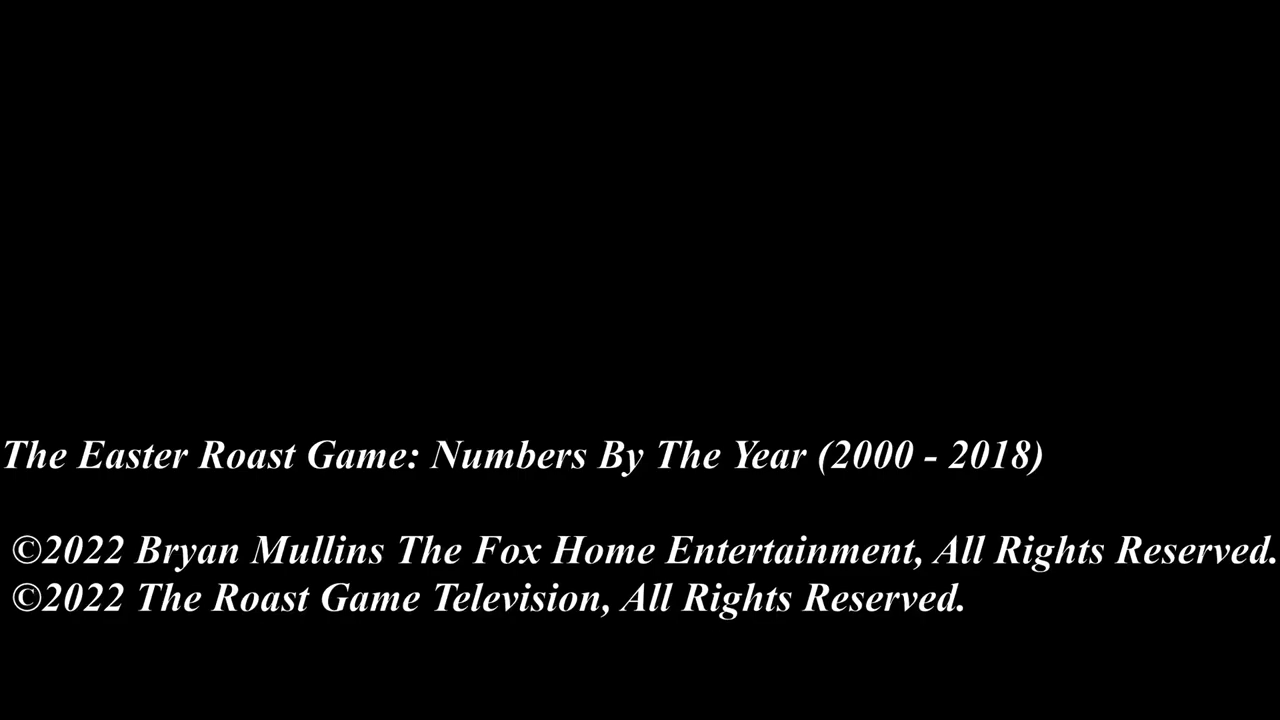 The Easter Roast Game: Numbers By The Year (2000 - 2018)
©2022 Bryan Mullins The Fox Home Entertainment, All Rights Reserved.
©2022 The Roast Game Television, All Rights Reserved.